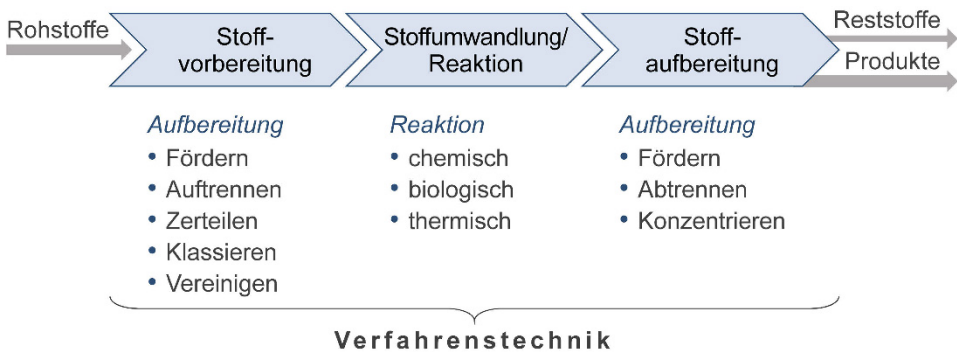 Rohstoffe
Stoff-
vorbereitung
Stoffumwandlung/
Reaktion
Stoff-
aufbereitung
Reststoffe
Produkte
Aufbereitung
• Fördern
• Auftrennen
• Zerteilen
• Klassieren
• Vereinigen
Reaktion
• chemisch
• biologisch
• thermisch
Aufbereitung
• Fördern
• Abtrennen
• Konzentrieren
Verfahrenstechnik